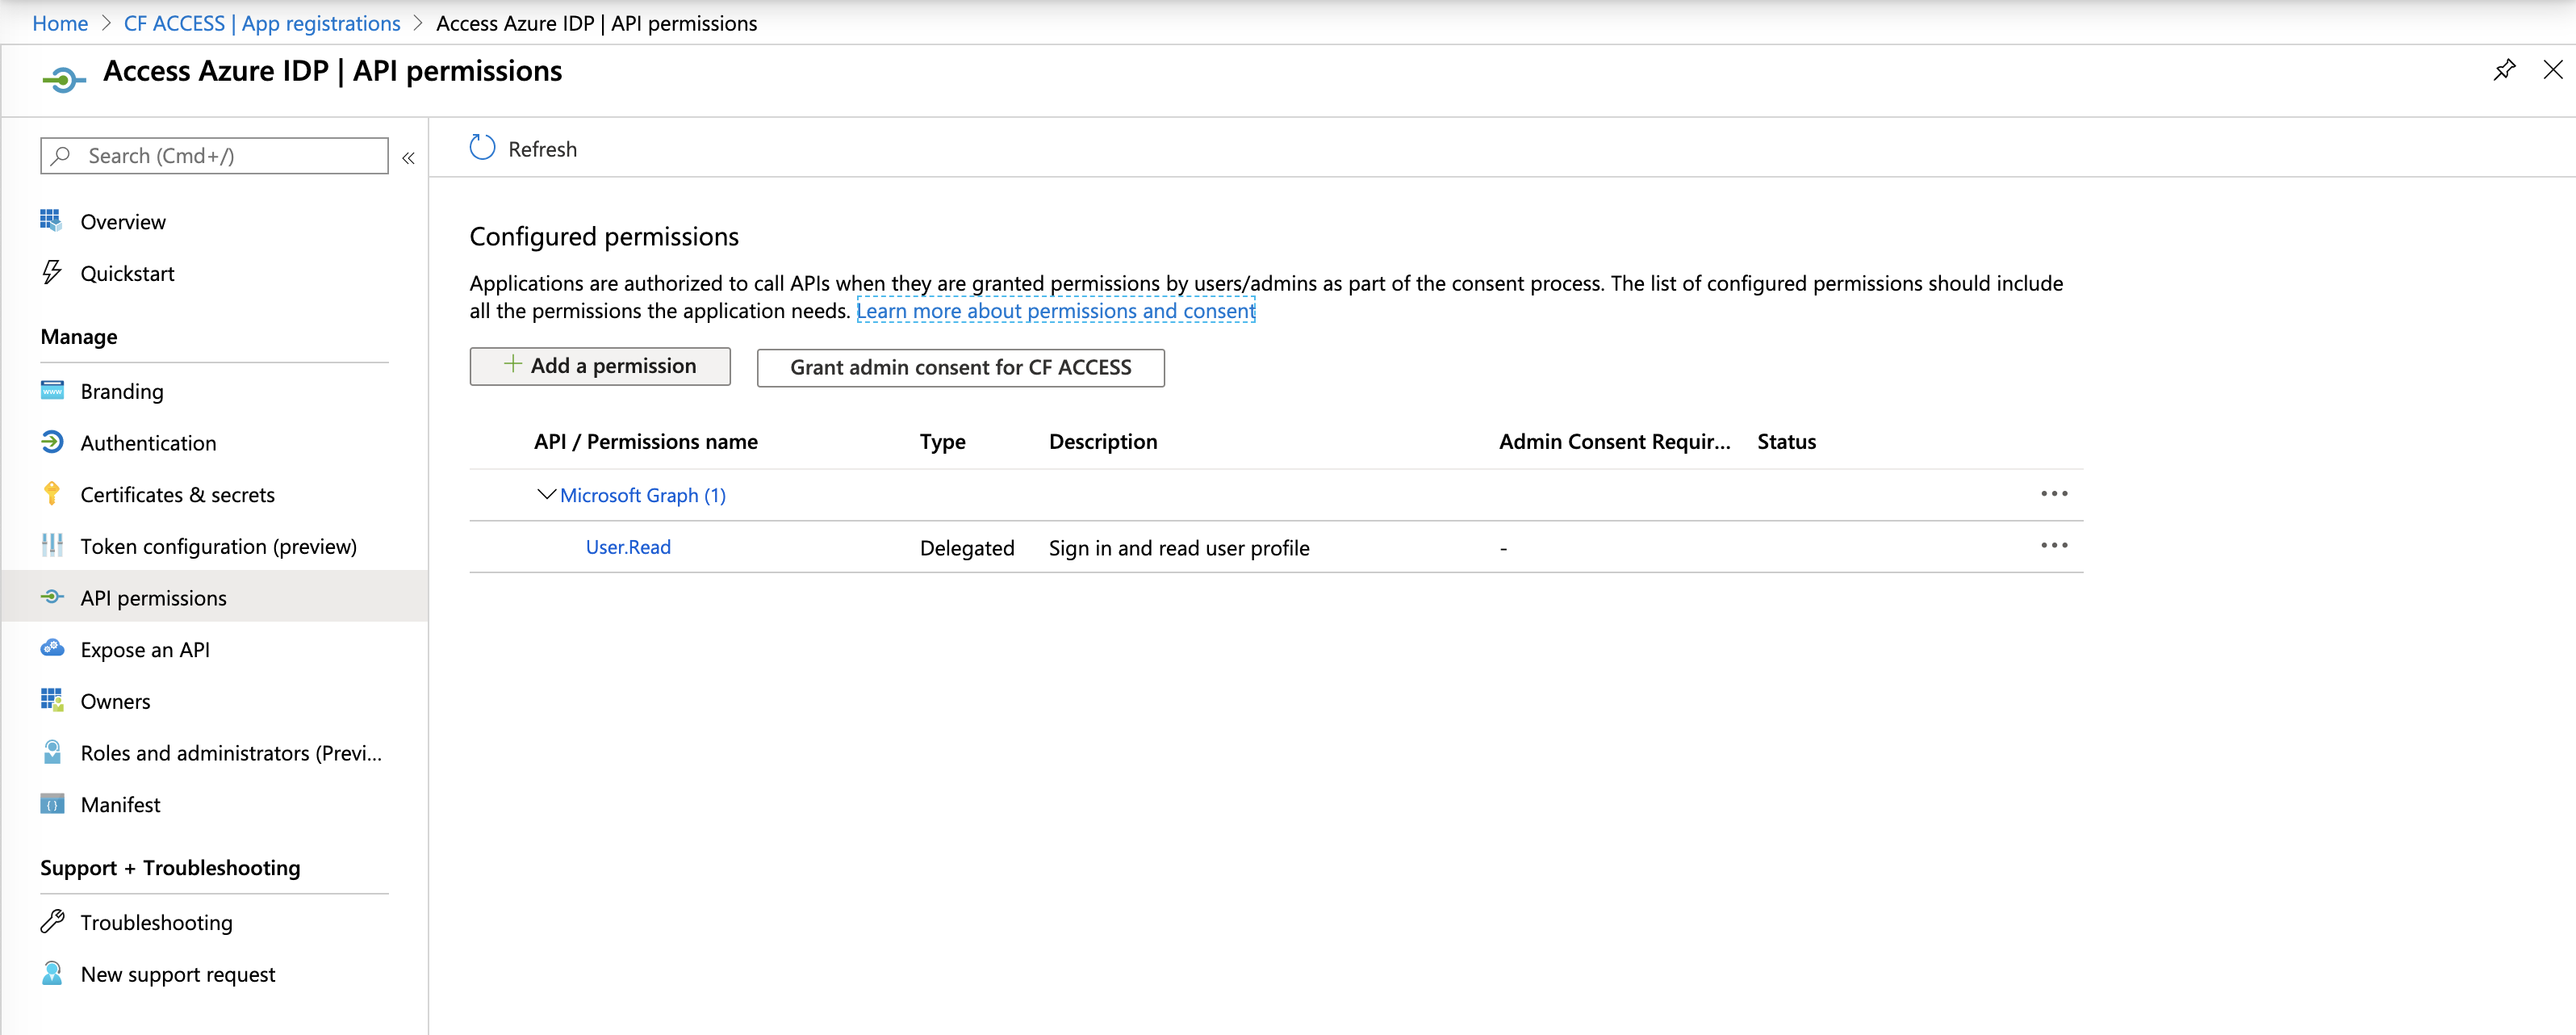 Home > CF ACCESS | App registrations > Access Azure IDP | API permissions
Access Azure IDP | API permissions
Search (Cmd+/)
«
Refresh
Overview
Quickstart
Manage
Branding
Authentication
Certificates & secrets
Token configuration (preview)
API permissions
Expose an API
Owners
Roles and administrators (Previ...
Manifest
Support + Troubleshooting
Troubleshooting
New support request
Configured permissions
Applications are authorized to call APIs when they are granted permissions by users/admins as part of the consent process. The list of configured permissions should include
all the permissions the application needs. Learn more about permissions and consent
+ Add a permission Grant admin consent for CF ACCESS
API / Permissions name Type Description Admin Consent Requir... Status
Microsoft Graph (1)
User.Read Delegated Sign in and read user profile -